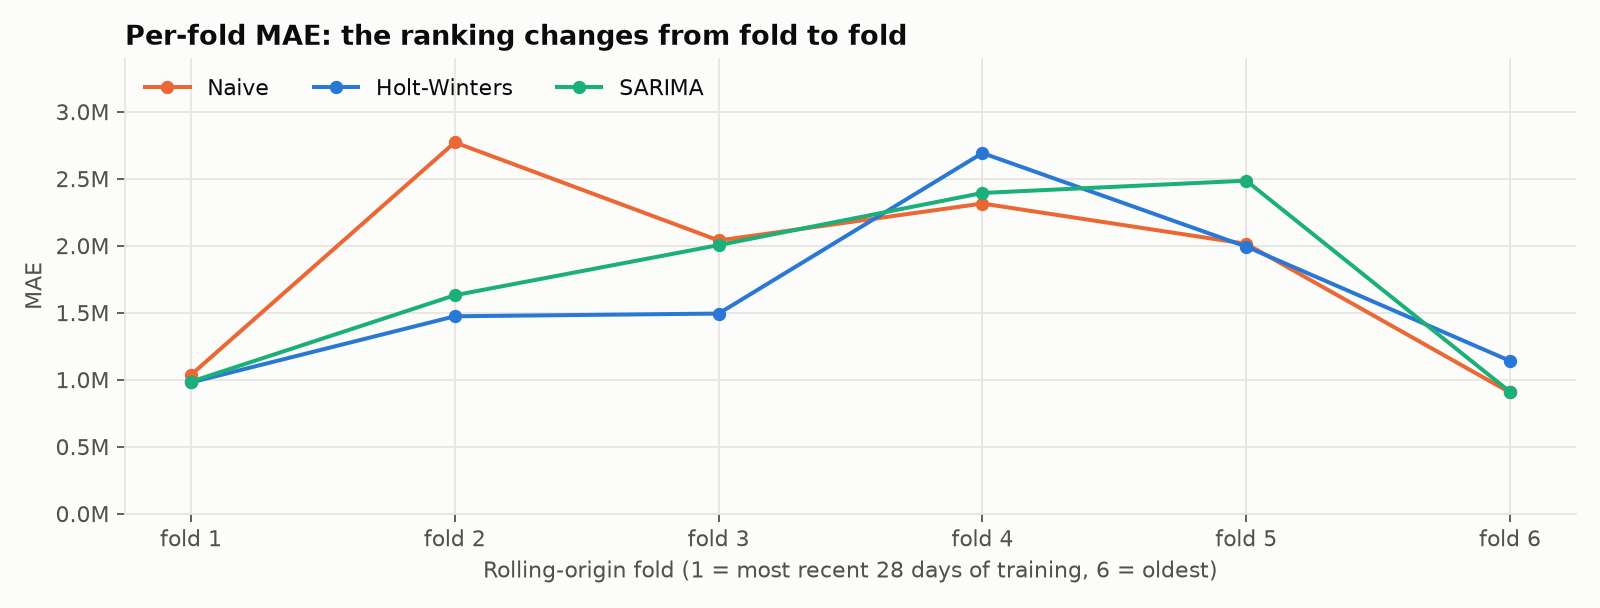 Per-fold MAE: the ranking changes from fold to fold
Naive Holt-Winters SARIMA
3.0M
2.5M
2.0M
1.5M
1.0M
0.5M
0.0M
MAE
fold 1 fold 2 fold 3 fold 4 fold 5 fold 6
Rolling-origin fold (1 = most recent 28 days of training, 6 = oldest)